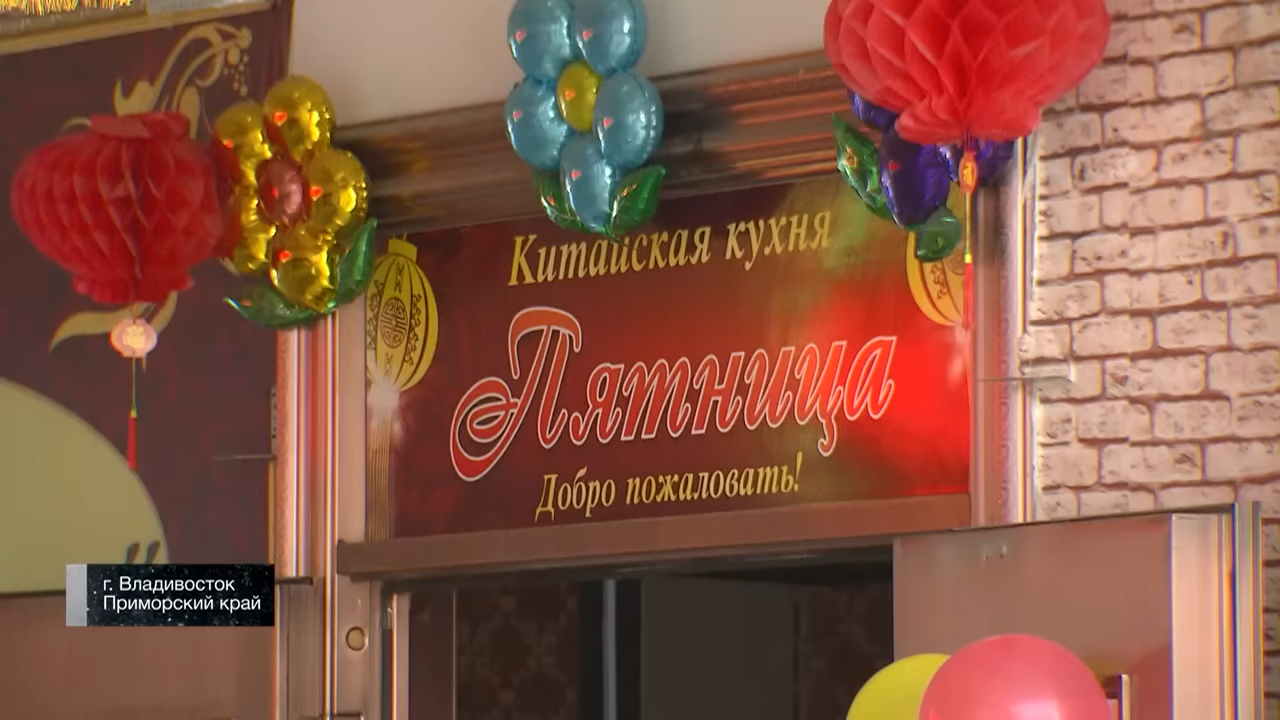 Китайская кухня
Пятница
Добро пожаловать!
г. Владивосток
Приморский край